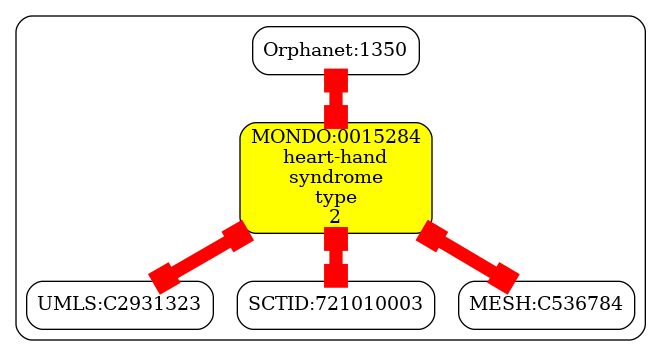 Orphanet:1350
MONDO:0015284
heart-hand
syndrome
type
2
UMLS:C2931323
SCTID:721010003
MESH:C536784